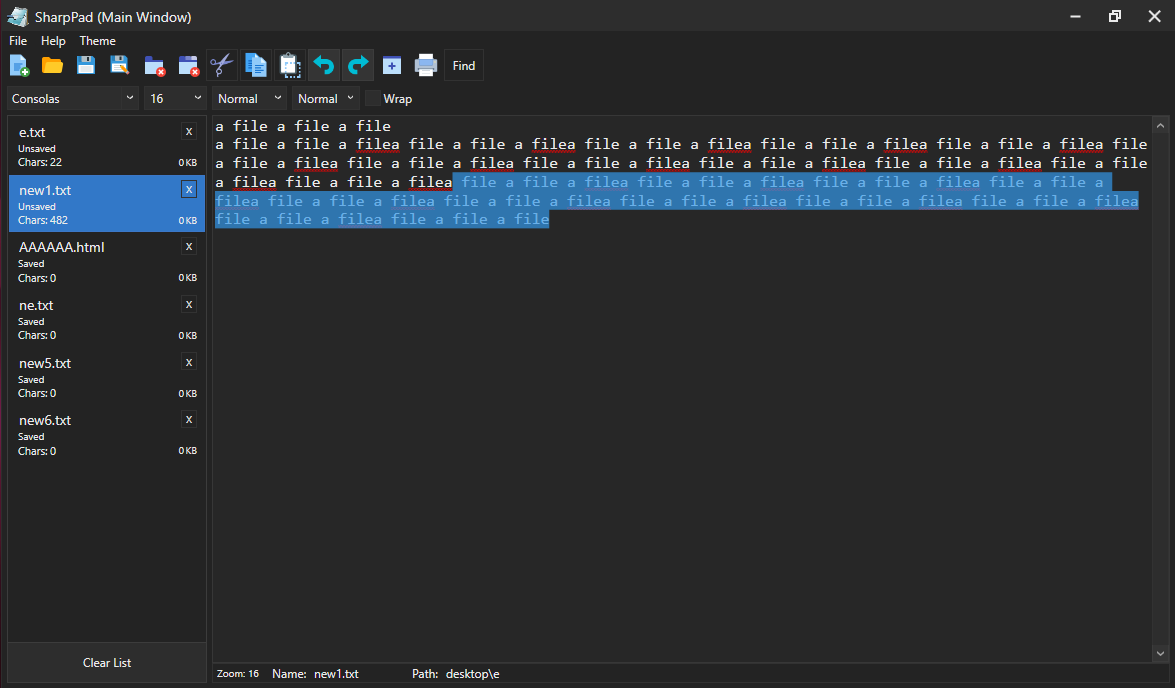 SharpPad (Main Window)
File Help Theme
Find
Consolas 16 Normal Normal Wrap
e.txt X
Unsaved
Chars: 22 0 KB
new1.txt X
Unsaved
Chars: 482 0 KB
AAAAAA.html X
Saved
Chars: 0 0 KB
ne.txt X
Saved
Chars: 0 0 KB
new5.txt X
Saved
Chars: 0 0 KB
new6.txt X
Saved
Chars: 0 0 KB
Clear List
a file a file a file
a file a file a filea file a file a filea file a file a filea file a file a filea file a file a filea file
a file a filea file a file a filea file a file a filea file a file a filea file a file a filea file a file
a filea file a file a filea file a file a filea file a file a filea file a file a filea file a file a
filea file a file a filea file a file a filea file a file a filea file a file a filea file a file a filea
file a file a filea file a file a file
Zoom: 16 Name: new1.txt Path: desktop\e